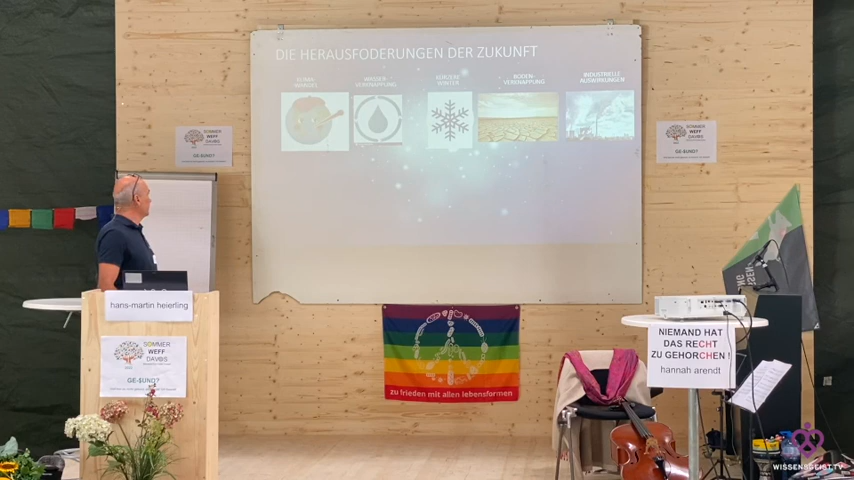 DIE HERAUSFODERUNGEN DER ZUKUNFT
KLIMA-
WANDEL
WASSER-
VERKNAPPUNG
KÜRZERE
WINTER
BODEN-
VERKNAPPUNG
INDUSTRIELLE
AUSWIRKUNGEN
SOMMER
WEFF
DAVOS
GE-SUND?
SOMMER
WEFF
DAVOS
GE-SUND?
hans-martin heierling
SOMMER
WEFF
DAVOS
GE-SUND?
zu frieden mit allen lebensformen
NIEMAND HAT
DAS RECHT
ZU GEHORCHEN !
hannah arendt
WISSENSGEIST.TV